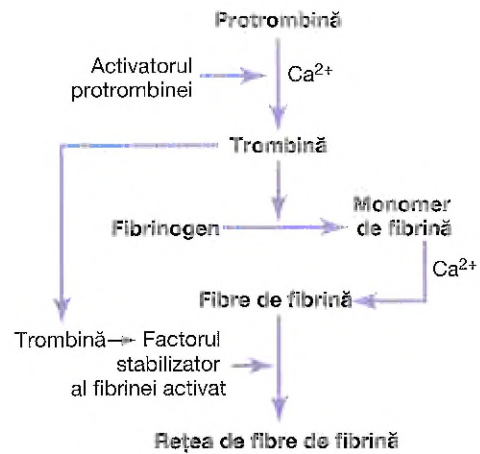 Protrombină
Activatorul
protrombinei
Ca²⁺
Trombină
Fibrinogen
Monomer
de fibrină
Ca²⁺
Fibre de fibrină
Trombină → Factorul
stabilizator
al fibrinei activat
Rețea de fibre de fibrină